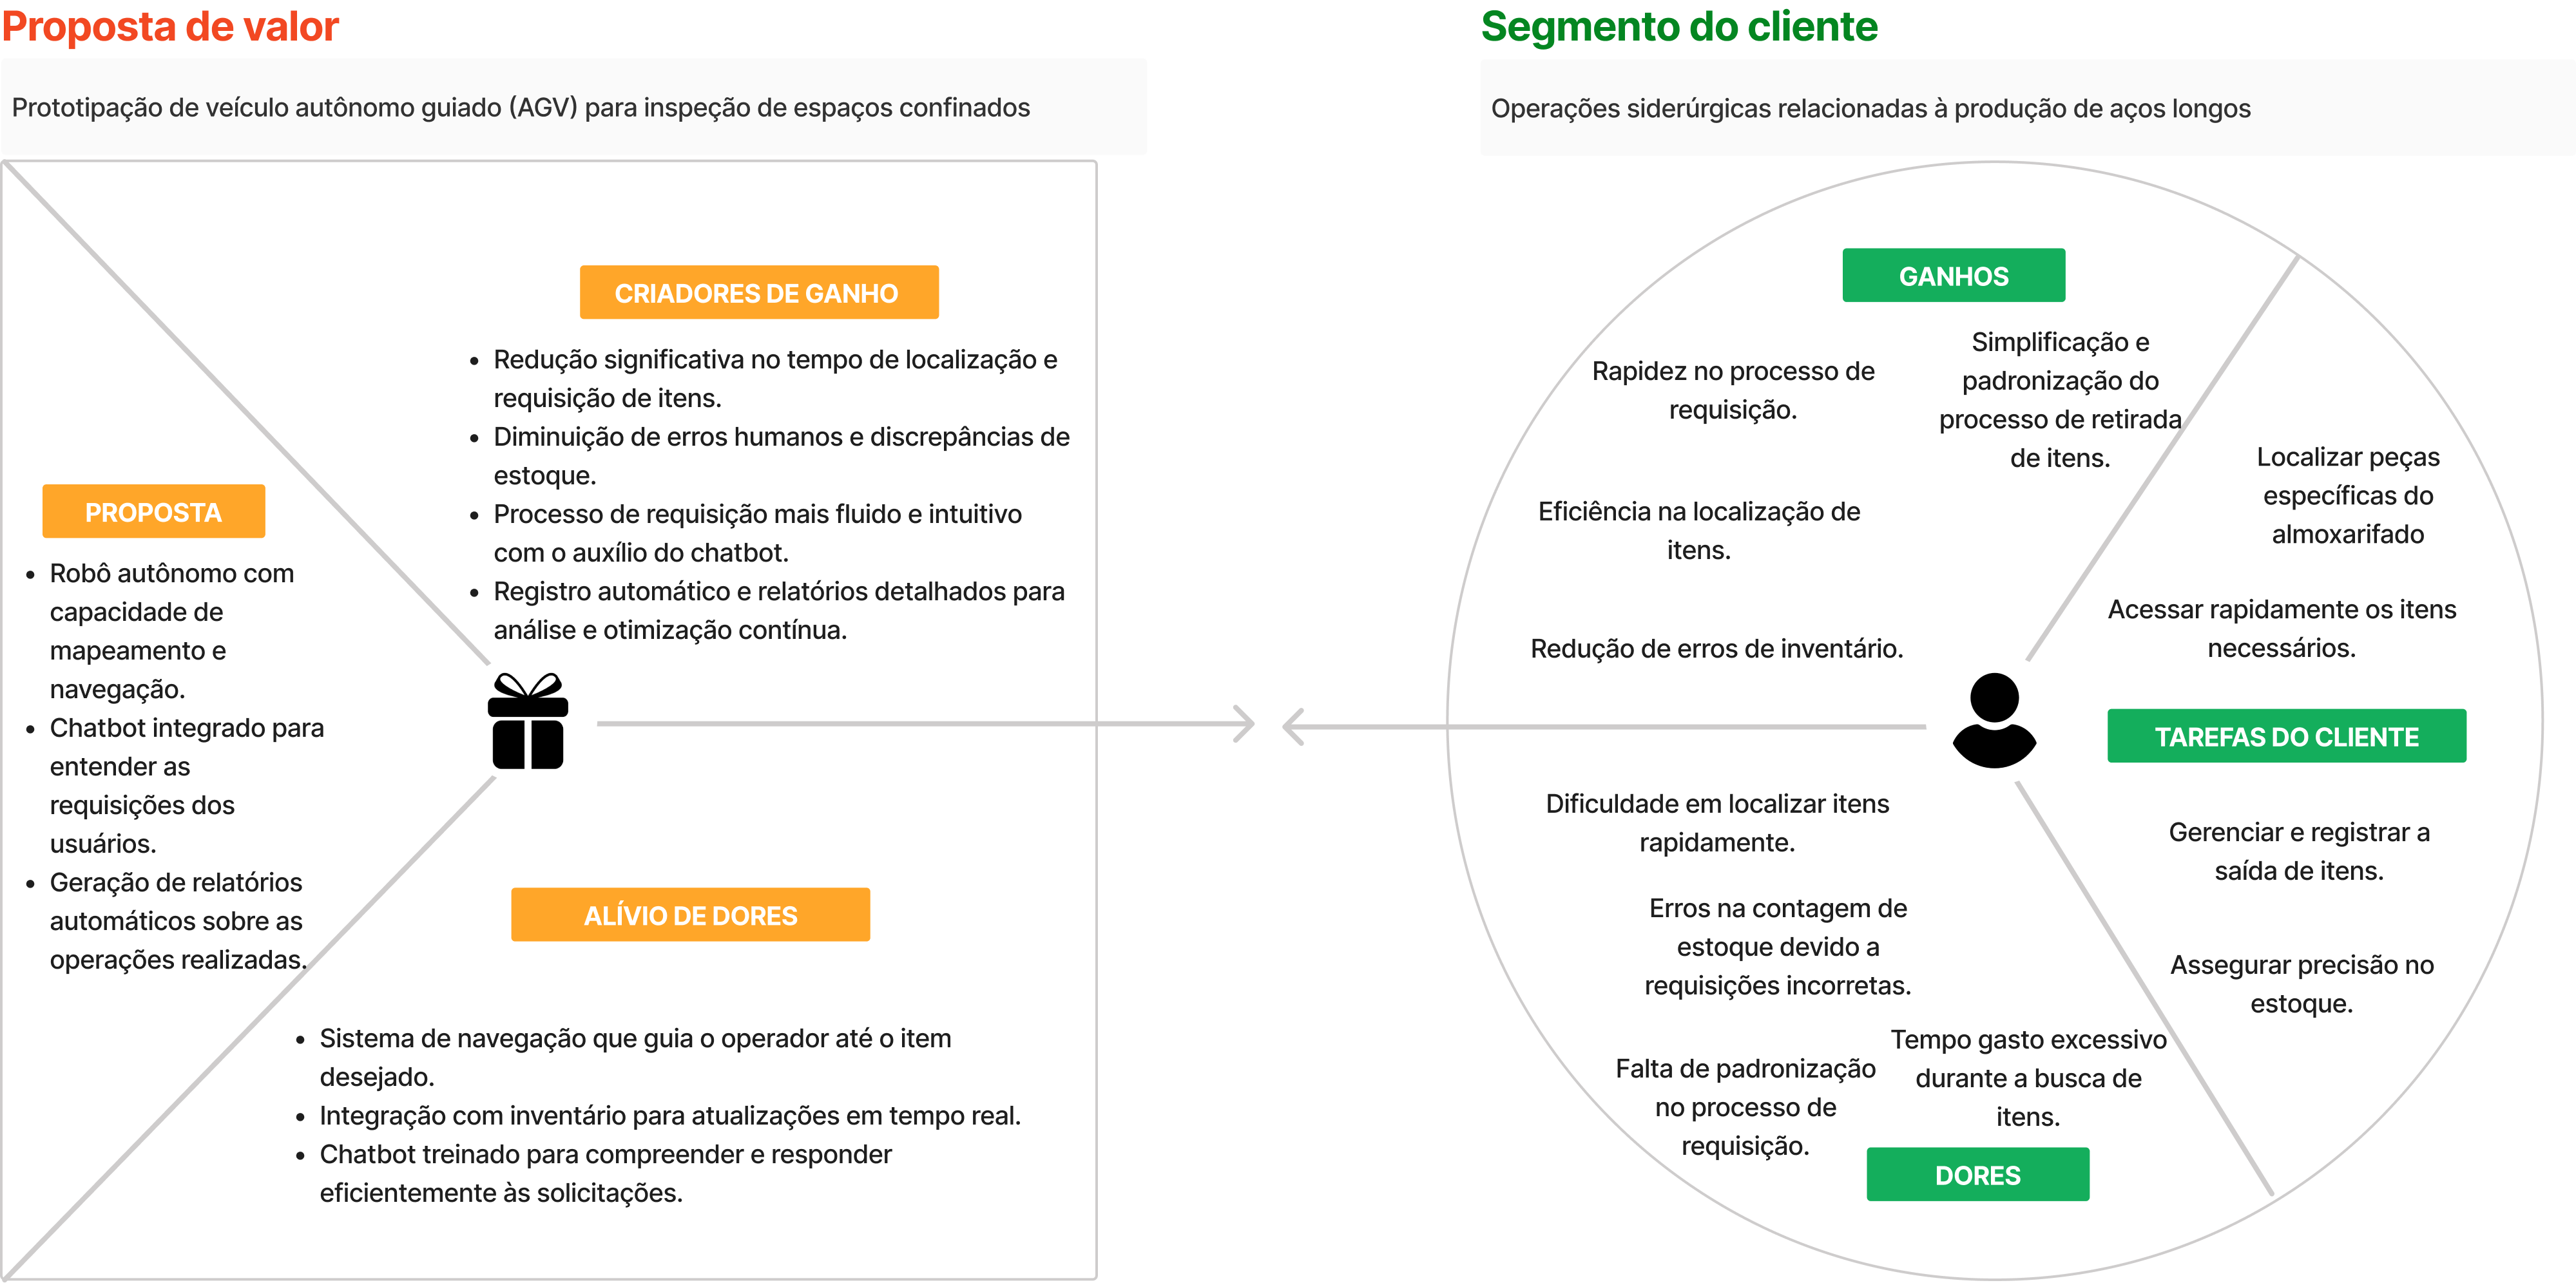 Proposta de valor
Prototipação de veículo autônomo guiado (AGV) para inspeção de espaços confinados
CRIADORES DE GANHO
• Redução significativa no tempo de localização e
requisição de itens.
• Diminuição de erros humanos e discrepâncias de
estoque.
• Processo de requisição mais fluido e intuitivo
com o auxílio do chatbot.
• Registro automático e relatórios detalhados para
análise e otimização contínua.
PROPOSTA
• Robô autônomo com
capacidade de
mapeamento e
navegação.
• Chatbot integrado para
entender as
requisições dos
usuários.
• Geração de relatórios
automáticos sobre as
operações realizadas.
ALÍVIO DE DORES
• Sistema de navegação que guia o operador até o item
desejado.
• Integração com inventário para atualizações em tempo real.
• Chatbot treinado para compreender e responder
eficientemente às solicitações.
Segmento do cliente
Operações siderúrgicas relacionadas à produção de aços longos
GANHOS
Rapidez no processo de
requisição.
Simplificação e
padronização do
processo de retirada
de itens.
Eficiência na localização de
itens.
Redução de erros de inventário.
Localizar peças
específicas do
almoxarifado
Acessar rapidamente os itens
necessários.
TAREFAS DO CLIENTE
Gerenciar e registrar a
saída de itens.
Assegurar precisão no
estoque.
Dificuldade em localizar itens
rapidamente.
Erros na contagem de
estoque devido a
requisições incorretas.
Falta de padronização
no processo de
requisição.
Tempo gasto excessivo
durante a busca de
itens.
DORES